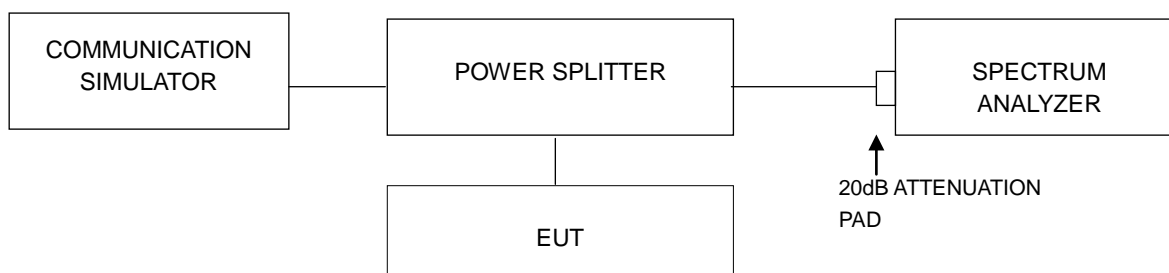 COMMUNICATION
SIMULATOR
POWER SPLITTER
SPECTRUM
ANALYZER
20dB ATTENUATION
PAD
EUT